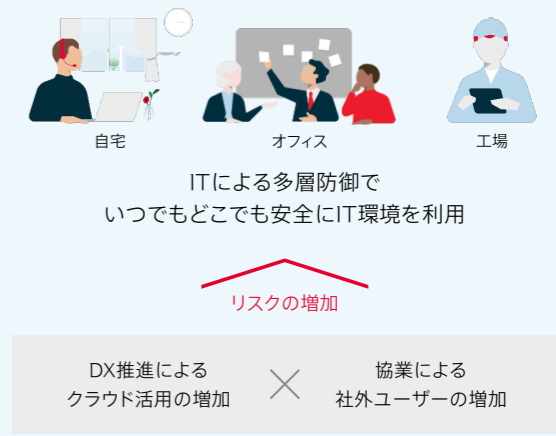 自宅
オフィス
工場
ITによる多層防御で
いつでもどこでも安全にIT環境を利用
リスクの増加
DX推進による
クラウド活用の増加
協業による
社外ユーザーの増加